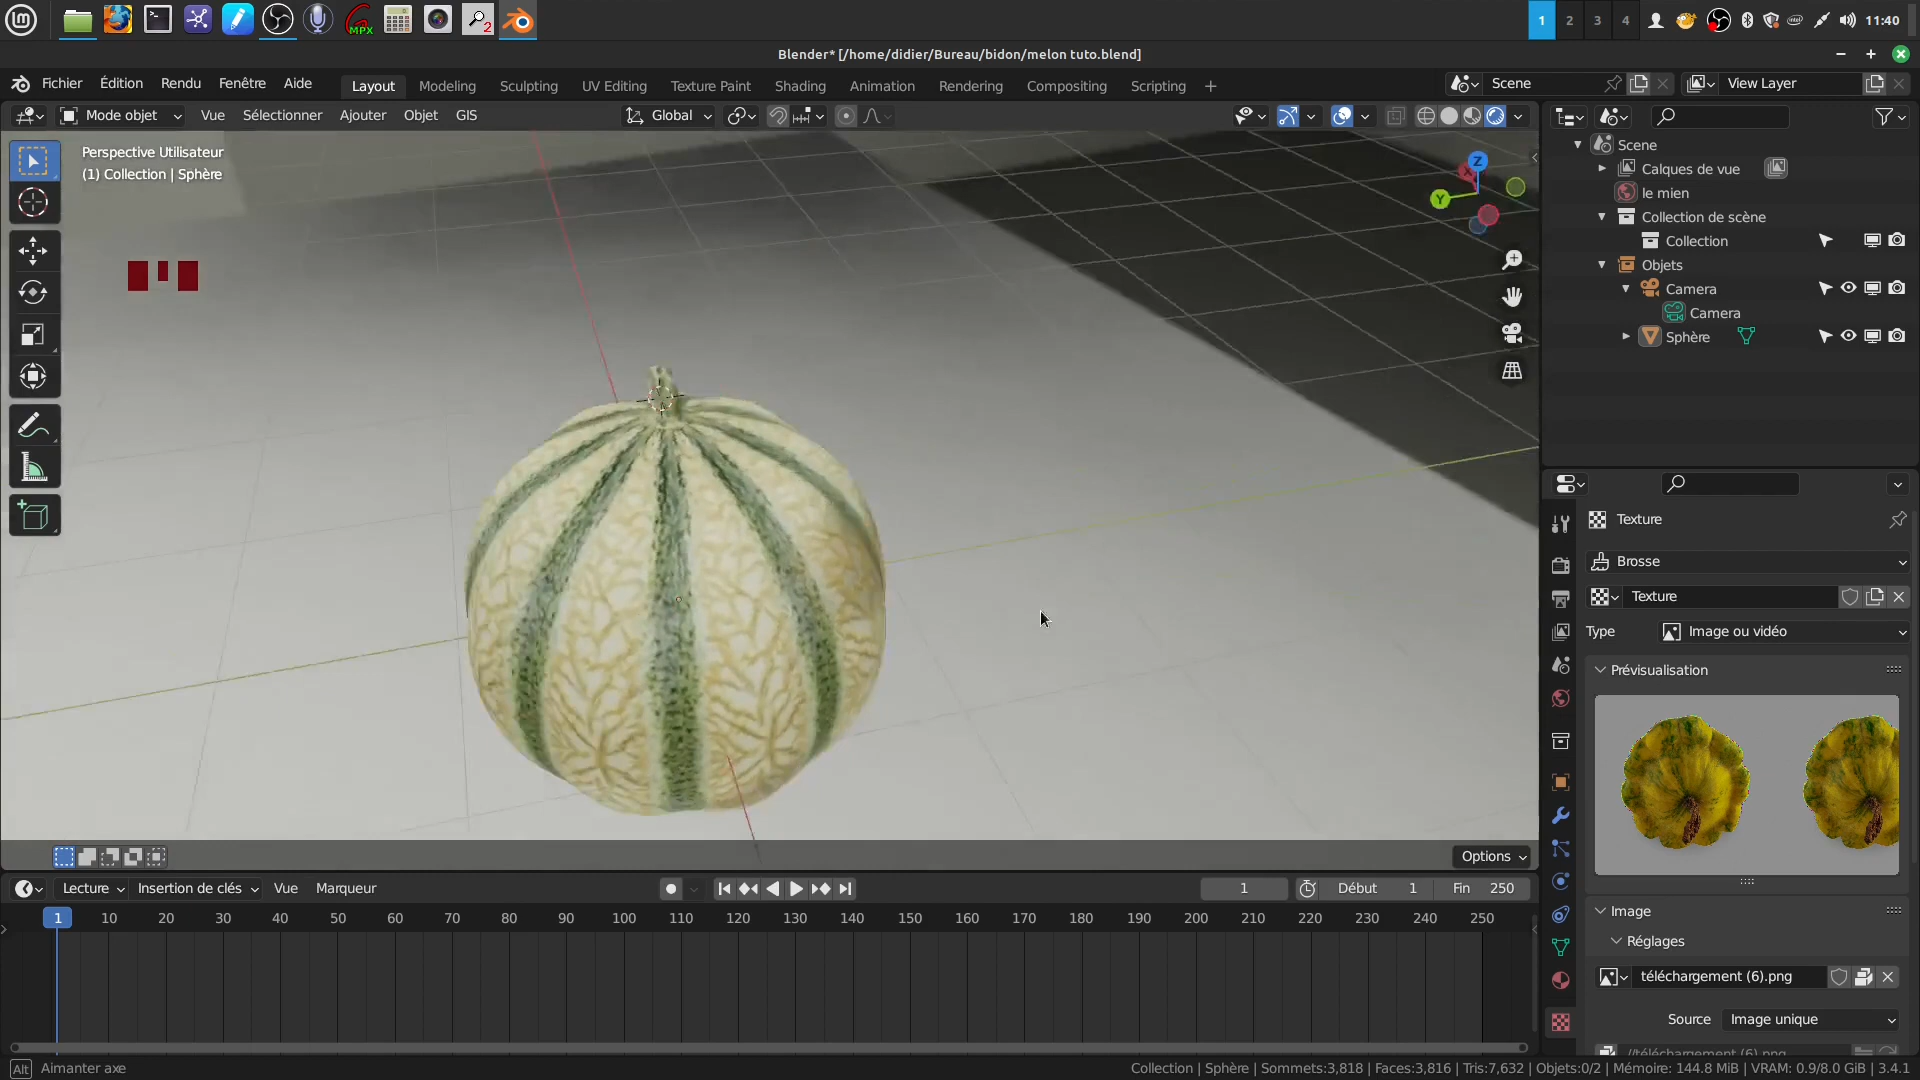 MPX
2
1
2
3
4
11:40
Blender* [/home/didier/Bureau/bidon/melon tuto.blend]
Fichier Édition Rendu Fenêtre Aide
Layout Modeling Sculpting UV Editing Texture Paint Shading Animation Rendering Compositing Scripting +
Scene
View Layer
Mode objet Vue Sélectionner Ajouter Objet GIS
Global
Perspective Utilisateur
(1) Collection | Sphère
Z
X
Y
Scene
Calques de vue
le mien
Collection de scène
Collection
Objets
Camera
Camera
Sphère
Texture
Brosse
Texture
Type Image ou vidéo
Prévisualisation
Image
Réglages
téléchargement (6).png
Source Image unique
//téléchargement (6).png
Options
Lecture Insertion de clés Vue Marqueur
1
Début 1
Fin 250
1 10 20 30 40 50 60 70 80 90 100 110 120 130 140 150 160 170 180 190 200 210 220 230 240 250
Alt Aimanter axe
Collection | Sphère | Sommets:3,818 | Faces:3,816 | Tris:7,632 | Objets:0/2 | Mémoire: 144.8 MiB | VRAM: 0.9/8.0 GiB | 3.4.1